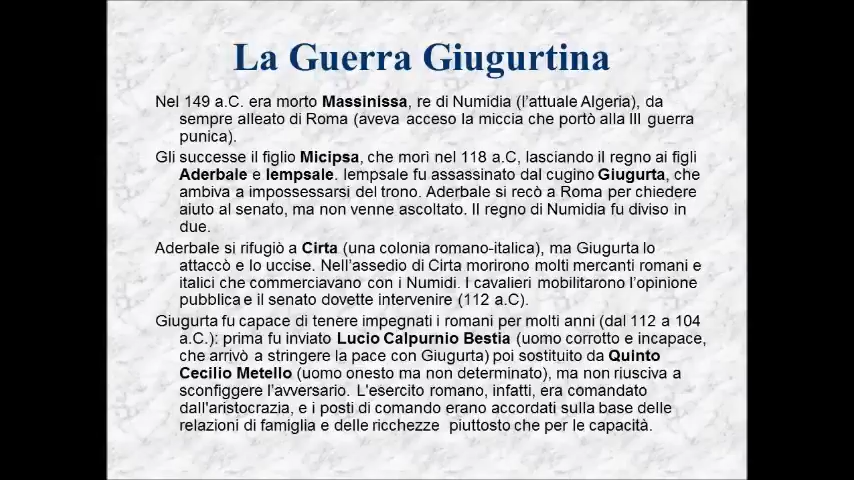 La Guerra Giugurtina
Nel 149 a.C. era morto Massinissa, re di Numidia (l'attuale Algeria), da
sempre alleato di Roma (aveva acceso la miccia che portò alla III guerra
punica).
Gli successe il figlio Micipsa, che morì nel 118 a.C, lasciando il regno ai figli
Aderbale e Iempsale. Iempsale fu assassinato dal cugino Giugurta, che
ambiva a impossessarsi del trono. Aderbale si recò a Roma per chiedere
aiuto al senato, ma non venne ascoltato. Il regno di Numidia fu diviso in
due.
Aderbale si rifugiò a Cirta (una colonia romano-italica), ma Giugurta lo
attaccò e lo uccise. Nell'assedio di Cirta morirono molti mercanti romani e
italici che commerciavano con i Numidi. I cavalieri mobilitarono l'opinione
pubblica e il senato dovette intervenire (112 a.C).
Giugurta fu capace di tenere impegnati i romani per molti anni (dal 112 a 104
a.C.): prima fu inviato Lucio Calpurnio Bestia (uomo corrotto e incapace,
che arrivò a stringere la pace con Giugurta) poi sostituito da Quinto
Cecilio Metello (uomo onesto ma non determinato), ma non riusciva a
sconfiggere l'avversario. L'esercito romano, infatti, era comandato
dall'aristocrazia, e i posti di comando erano accordati sulla base delle
relazioni di famiglia e delle ricchezze piuttosto che per le capacità.